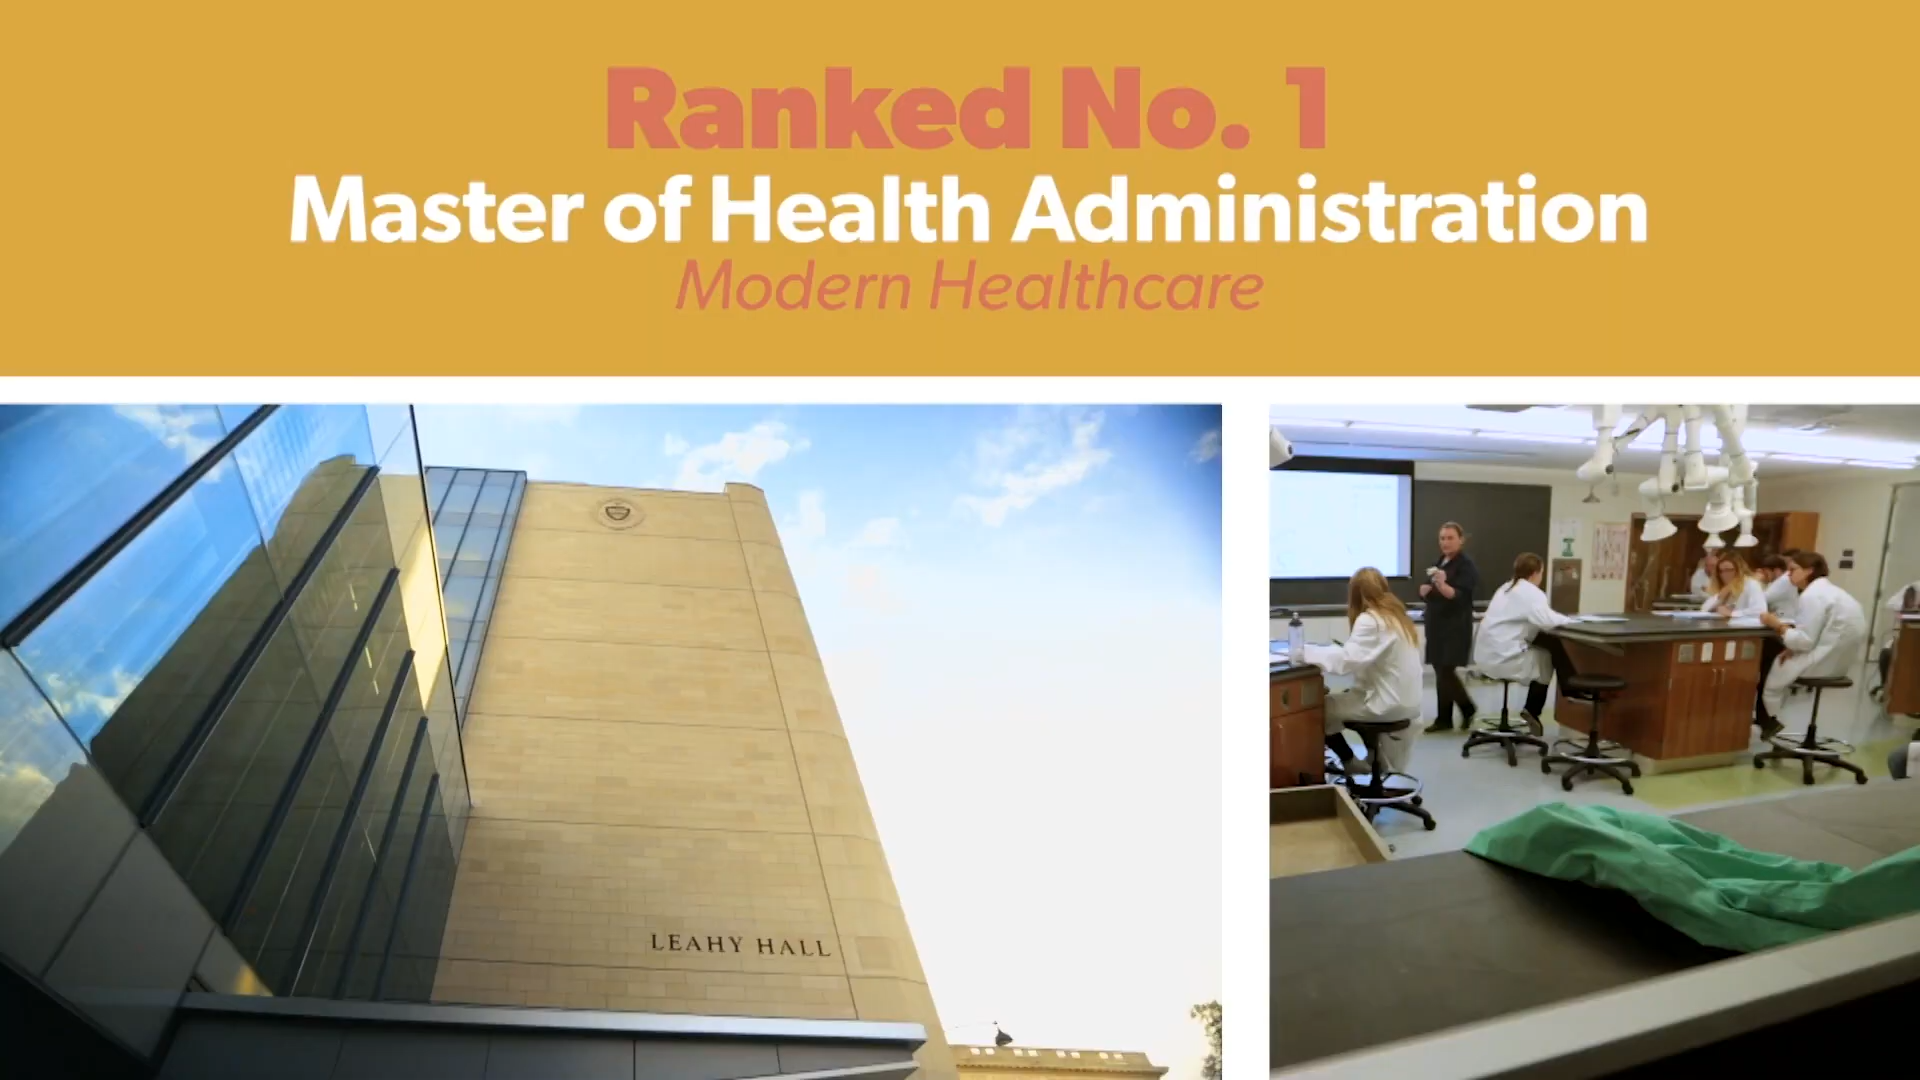 Ranked No. 1
Master of Health Administration
Modern Healthcare
LEAHY HALL